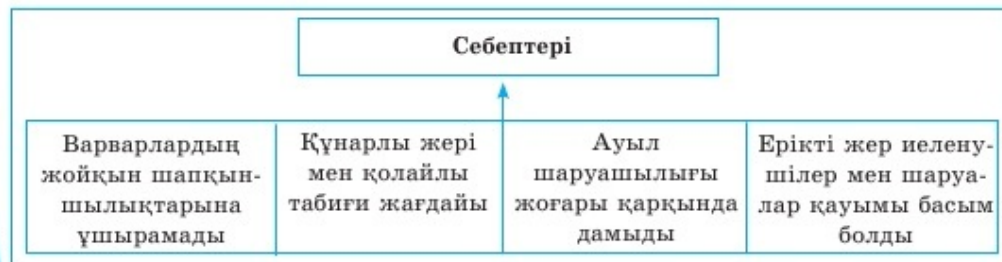 Себептері
Варварлардың
жойқын шапқын-
шылықтарына
ұшырамады
Құнарлы жері
мен қолайлы
табиғи жағдайы
Ауыл
шаруашылығы
жоғары қарқында
дамыды
Ерікті жер иелену-
шілер мен шаруа-
лар қауымы басым
болды